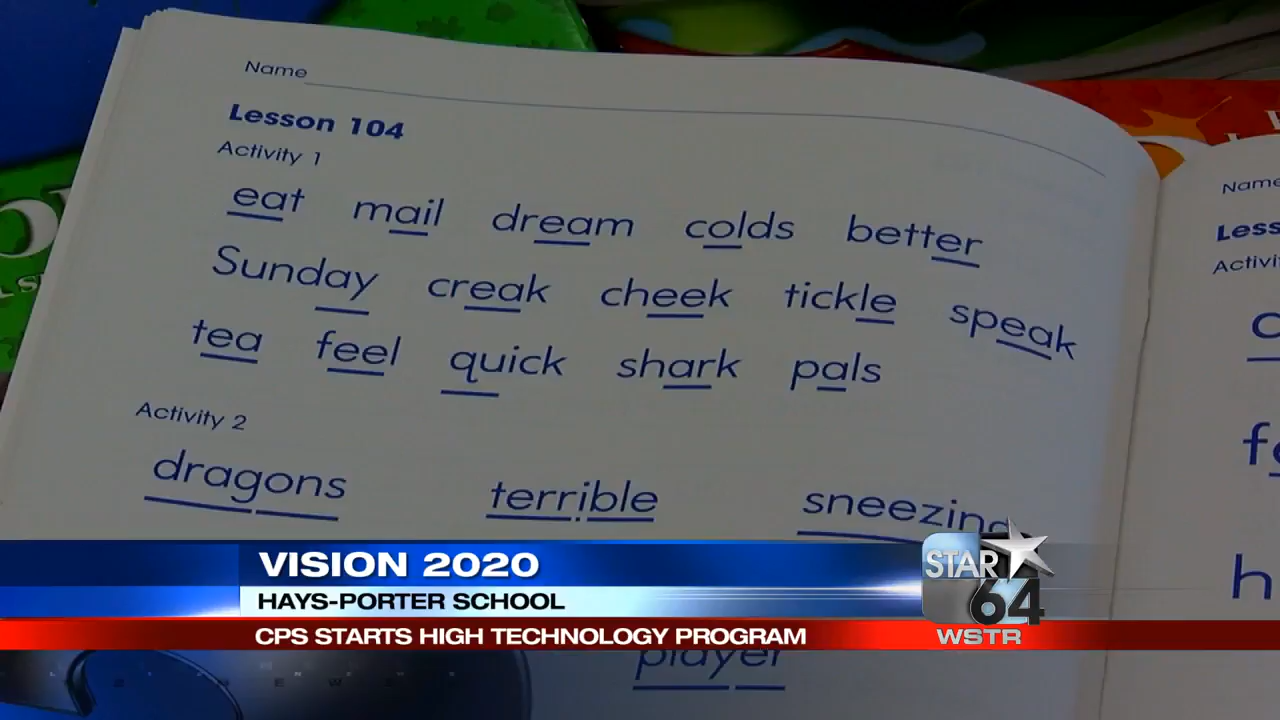 Name
Lesson 104
Activity 1
eat mail dream colds better
Sunday creak cheek tickle speak
tea feel quick shark pals
Activity 2
dragons terrible sneezing
player
Name
VISION 2020
HAYS-PORTER SCHOOL
CPS STARTS HIGH TECHNOLOGY PROGRAM
STAR
64
WSTR